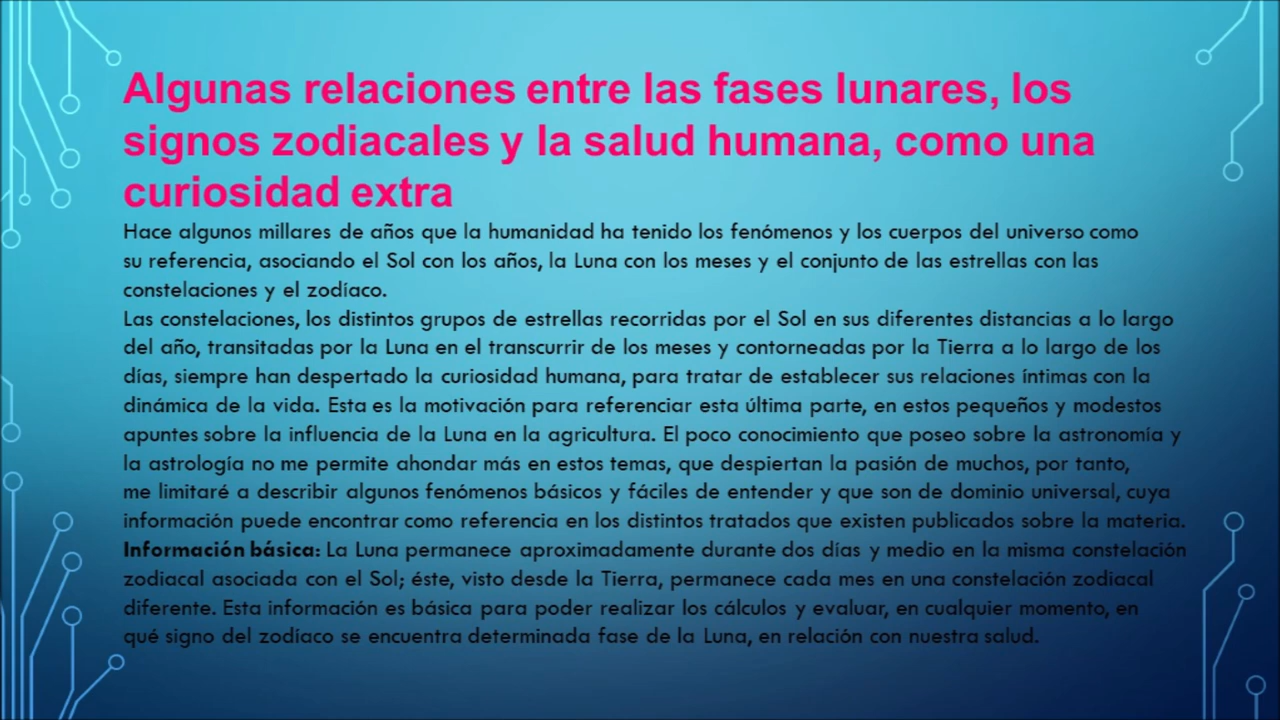 Algunas relaciones entre las fases lunares, los
signos zodiacales y la salud humana, como una
curiosidad extra
Hace algunos millares de años que la humanidad ha tenido los fenómenos y los cuerpos del universo como
su referencia, asociando el Sol con los años, la Luna con los meses y el conjunto de las estrellas con las
constelaciones y el zodíaco.
Las constelaciones, los distintos grupos de estrellas recorridas por el Sol en sus diferentes distancias a lo largo
del año, transitadas por la Luna en el transcurrir de los meses y contorneadas por la Tierra a lo largo de los
días, siempre han despertado la curiosidad humana, para tratar de establecer sus relaciones íntimas con la
dinámica de la vida. Esta es la motivación para referenciar esta última parte, en estos pequeños y modestos
apuntes sobre la influencia de la Luna en la agricultura. El poco conocimiento que poseo sobre la astronomía y
la astrología no me permite ahondar más en estos temas, que despiertan la pasión de muchos, por tanto,
me limitaré a describir algunos fenómenos básicos y fáciles de entender y que son de dominio universal, cuya
información puede encontrar como referencia en los distintos tratados que existen publicados sobre la materia.
Información básica: La Luna permanece aproximadamente durante dos días y medio en la misma constelación
zodiacal asociada con el Sol; éste, visto desde la Tierra, permanece cada mes en una constelación zodiacal
diferente. Esta información es básica para poder realizar los cálculos y evaluar, en cualquier momento, en
qué signo del zodíaco se encuentra determinada fase de la Luna, en relación con nuestra salud.